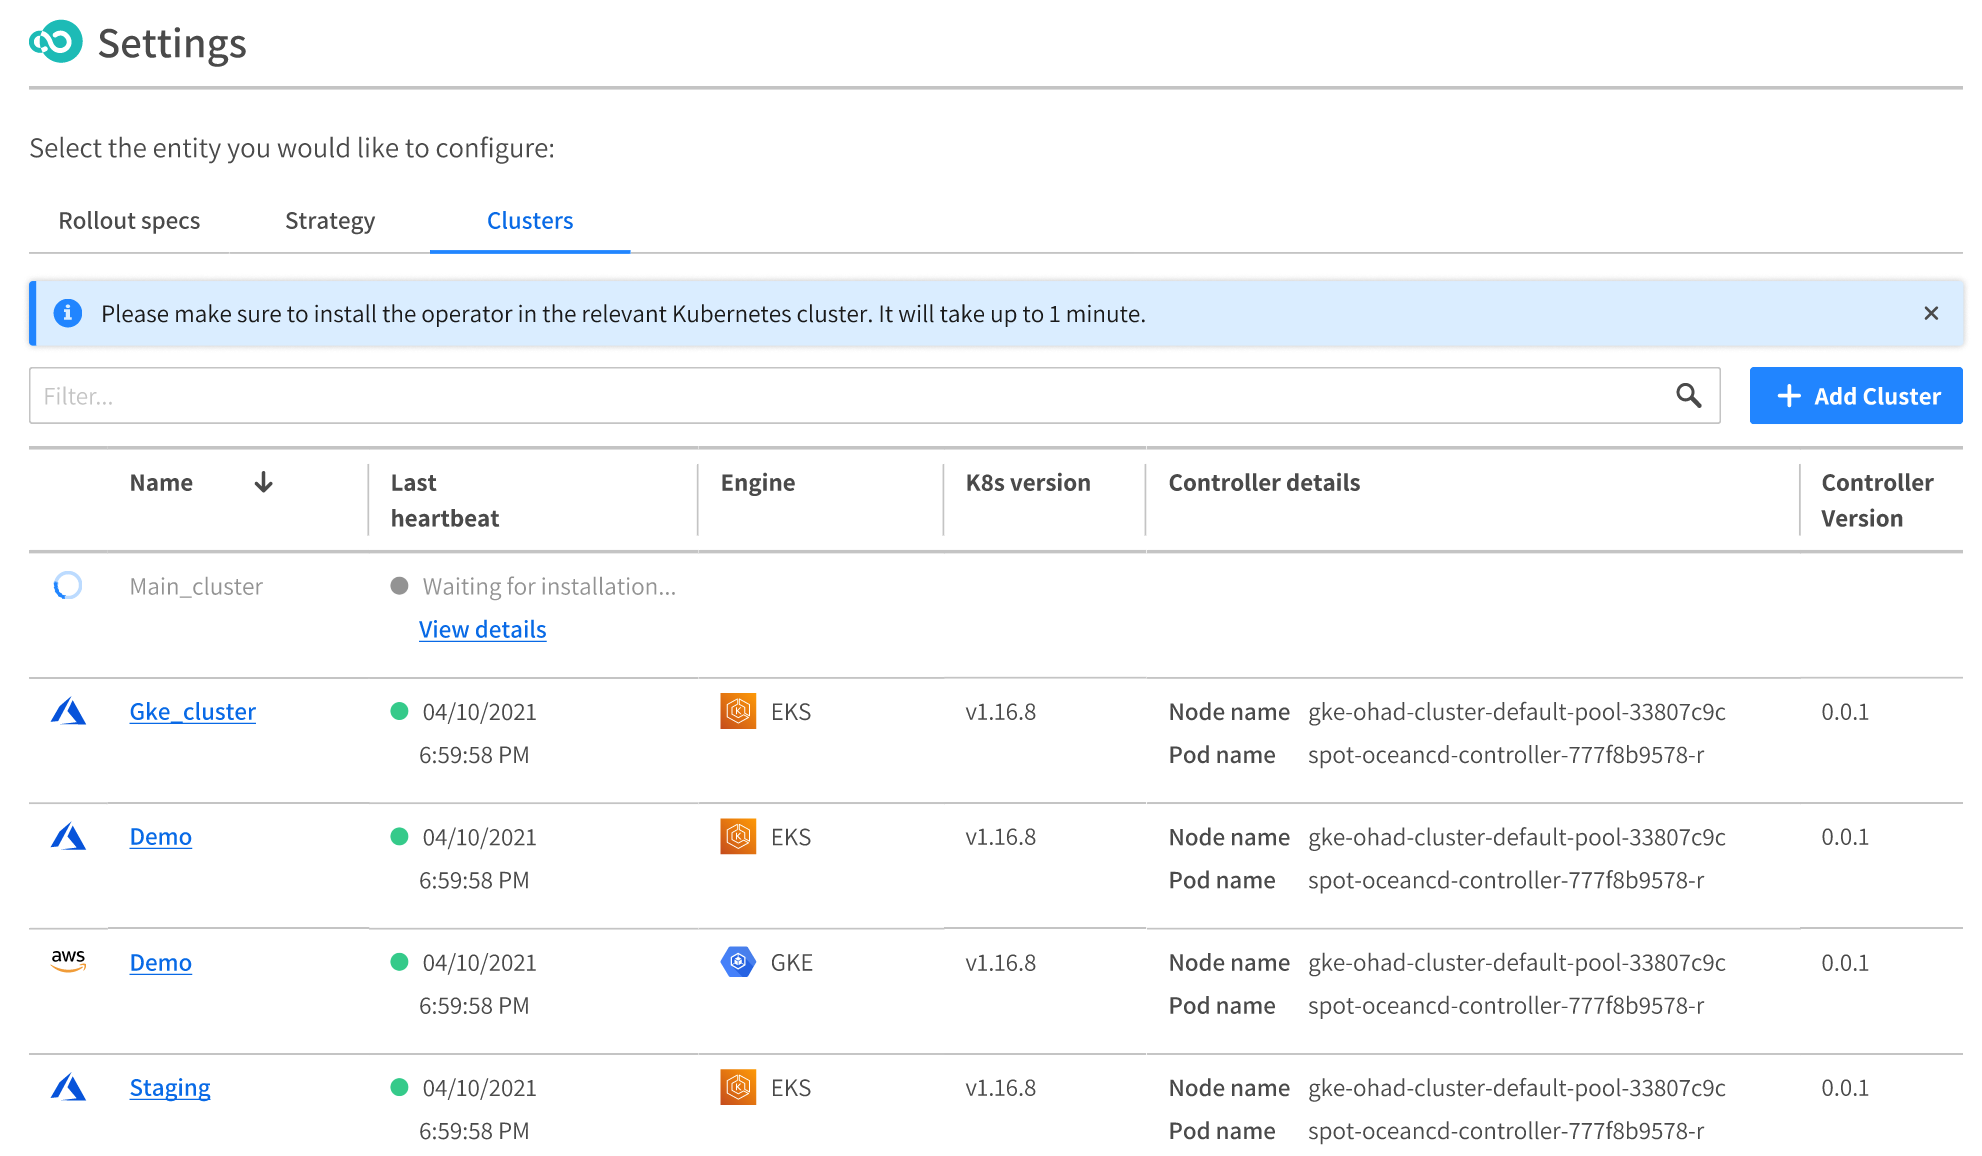 Settings
Select the entity you would like to configure:
Rollout specs Strategy Clusters
Please make sure to install the operator in the relevant Kubernetes cluster. It will take up to 1 minute.
Filter...
Add Cluster
Name Last heartbeat Engine K8s version Controller details Controller Version
Main_cluster Waiting for installation...
View details
Gke_cluster 04/10/2021 EKS v1.16.8 Node name gke-ohad-cluster-default-pool-33807c9c 0.0.1
6:59:58 PM Pod name spot-oceancd-controller-777f8b9578-r
Demo 04/10/2021 EKS v1.16.8 Node name gke-ohad-cluster-default-pool-33807c9c 0.0.1
6:59:58 PM Pod name spot-oceancd-controller-777f8b9578-r
aws Demo 04/10/2021 GKE v1.16.8 Node name gke-ohad-cluster-default-pool-33807c9c 0.0.1
6:59:58 PM Pod name spot-oceancd-controller-777f8b9578-r
Staging 04/10/2021 EKS v1.16.8 Node name gke-ohad-cluster-default-pool-33807c9c 0.0.1
6:59:58 PM Pod name spot-oceancd-controller-777f8b9578-r